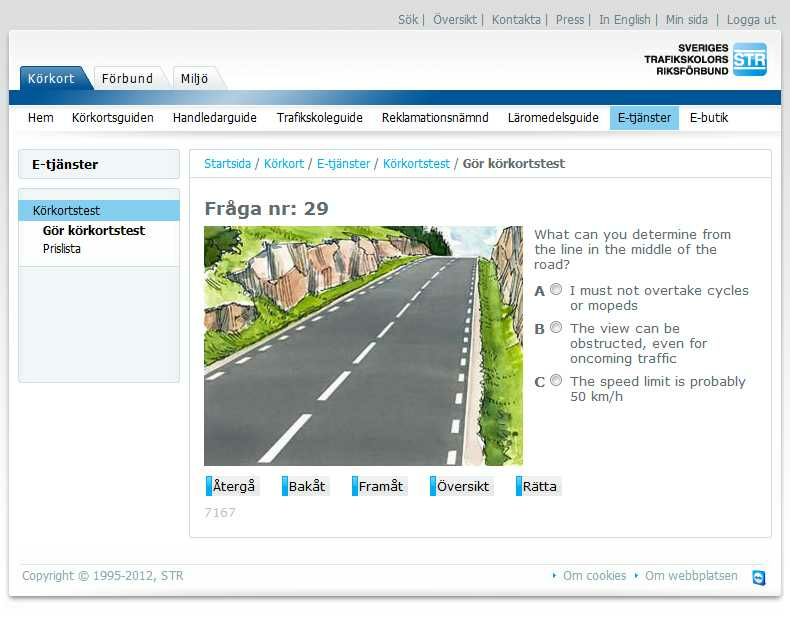 Sök | Översikt | Kontakta | Press | In English | Min sida | Logga ut
SVERIGES
TRAFIKSKOLORS
RIKSFÖRBUND
STR
Körkort Förbund Miljö
Hem Körkortsguiden Handledarguide Trafikskoleguide Reklamationsnämnd Läromedelsguide E-tjänster E-butik
E-tjänster
Körkortstest
Gör körkortstest
Prislista
Startsida / Körkort / E-tjänster / Körkortstest / Gör körkortstest
Fråga nr: 29
What can you determine from
the line in the middle of the
road?
A I must not overtake cycles
or mopeds
B The view can be
obstructed, even for
oncoming traffic
C The speed limit is probably
50 km/h
Återgå Bakåt Framåt Översikt Rätta
7167
Copyright © 1995-2012, STR
Om cookies Om webbplatsen